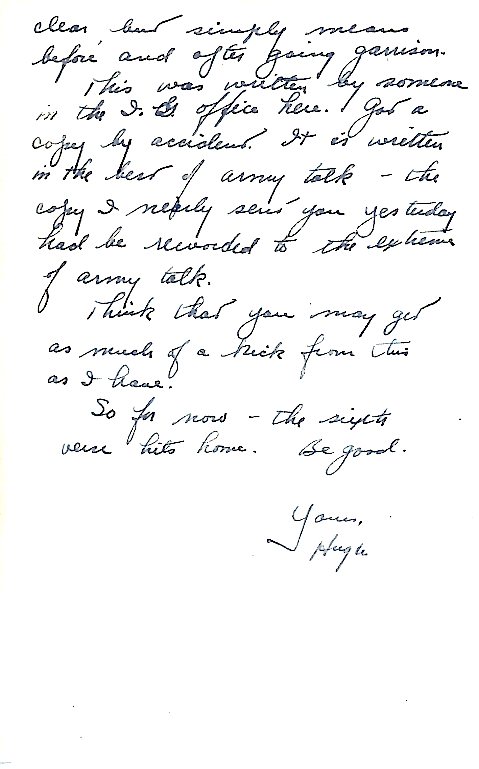 clear but simply means
before and after going garrison.
This was written by someone
in the I.G office here. Got a
copy by accident. It is written
in the best of army talk - the
copy I nearly sent you yesterday
had be reworded to the extreme
of army talk.
Think that you may get
as much of a kick from this
as I have.
So for now - the sixth
verse hits home. Be good.
Yours,
Hugh